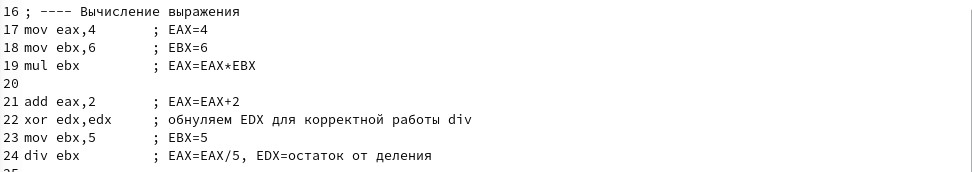 16 ; ---- Вычисление выражения
17 mov eax,4 ; EAX=4
18 mov ebx,6 ; EBX=6
19 mul ebx ; EAX=EAX*EBX
20
21 add eax,2 ; EAX=EAX+2
22 xor edx,edx ; обнуляем EDX для корректной работы div
23 mov ebx,5 ; EBX=5
24 div ebx ; EAX=EAX/5, EDX=остаток от деления